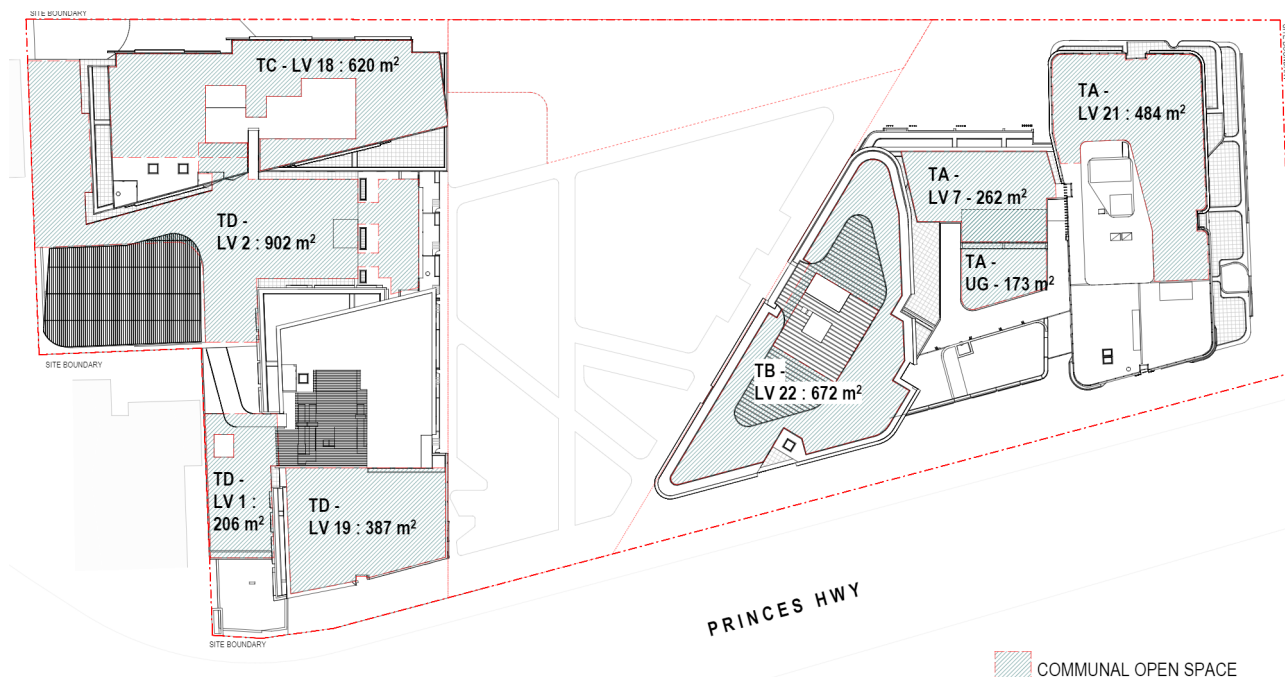 SITE BOUNDARY
TC - LV 18 : 620 m²
TA -
LV 21 : 484 m²
TA -
LV 7 - 262 m²
TD -
LV 2 : 902 m²
TA -
UG - 173 m²
SITE BOUNDARY
TB -
LV 22 : 672 m²
TD -
LV 1 :
206 m²
TD -
LV 19 : 387 m²
PRINCES HWY
SITE BOUNDARY
COMMUNAL OPEN SPACE